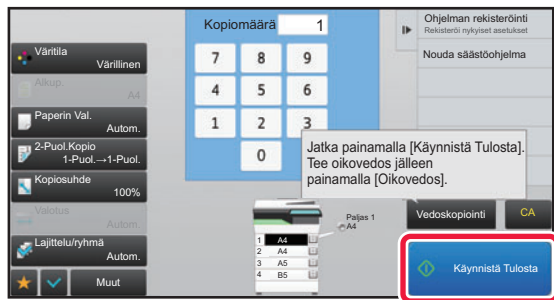 Kopiomäärä 1
Väritila
Värillinen
Alkup.
A4
Paperin Val.
Autom.
2-Puol.Kopio
1-Puol.→1-Puol.
Kopiosuhde
100%
Valotus
Autom.
Lajittelu/ryhmä
Autom.
Muut
7 8 9
4 5 6
1 2 3
0
Jatka painamalla [Käynnistä Tulosta].
Tee oikovedos jälleen
painamalla [Oikovedos].
Paljas 1
A4
1 A4
2 A4
3 A5
4 B5
Ohjelman rekisteröinti
Rekisteröi nykyiset asetukset
Nouda säästöohjelma
Vedoskopiointi
CA
Käynnistä Tulosta